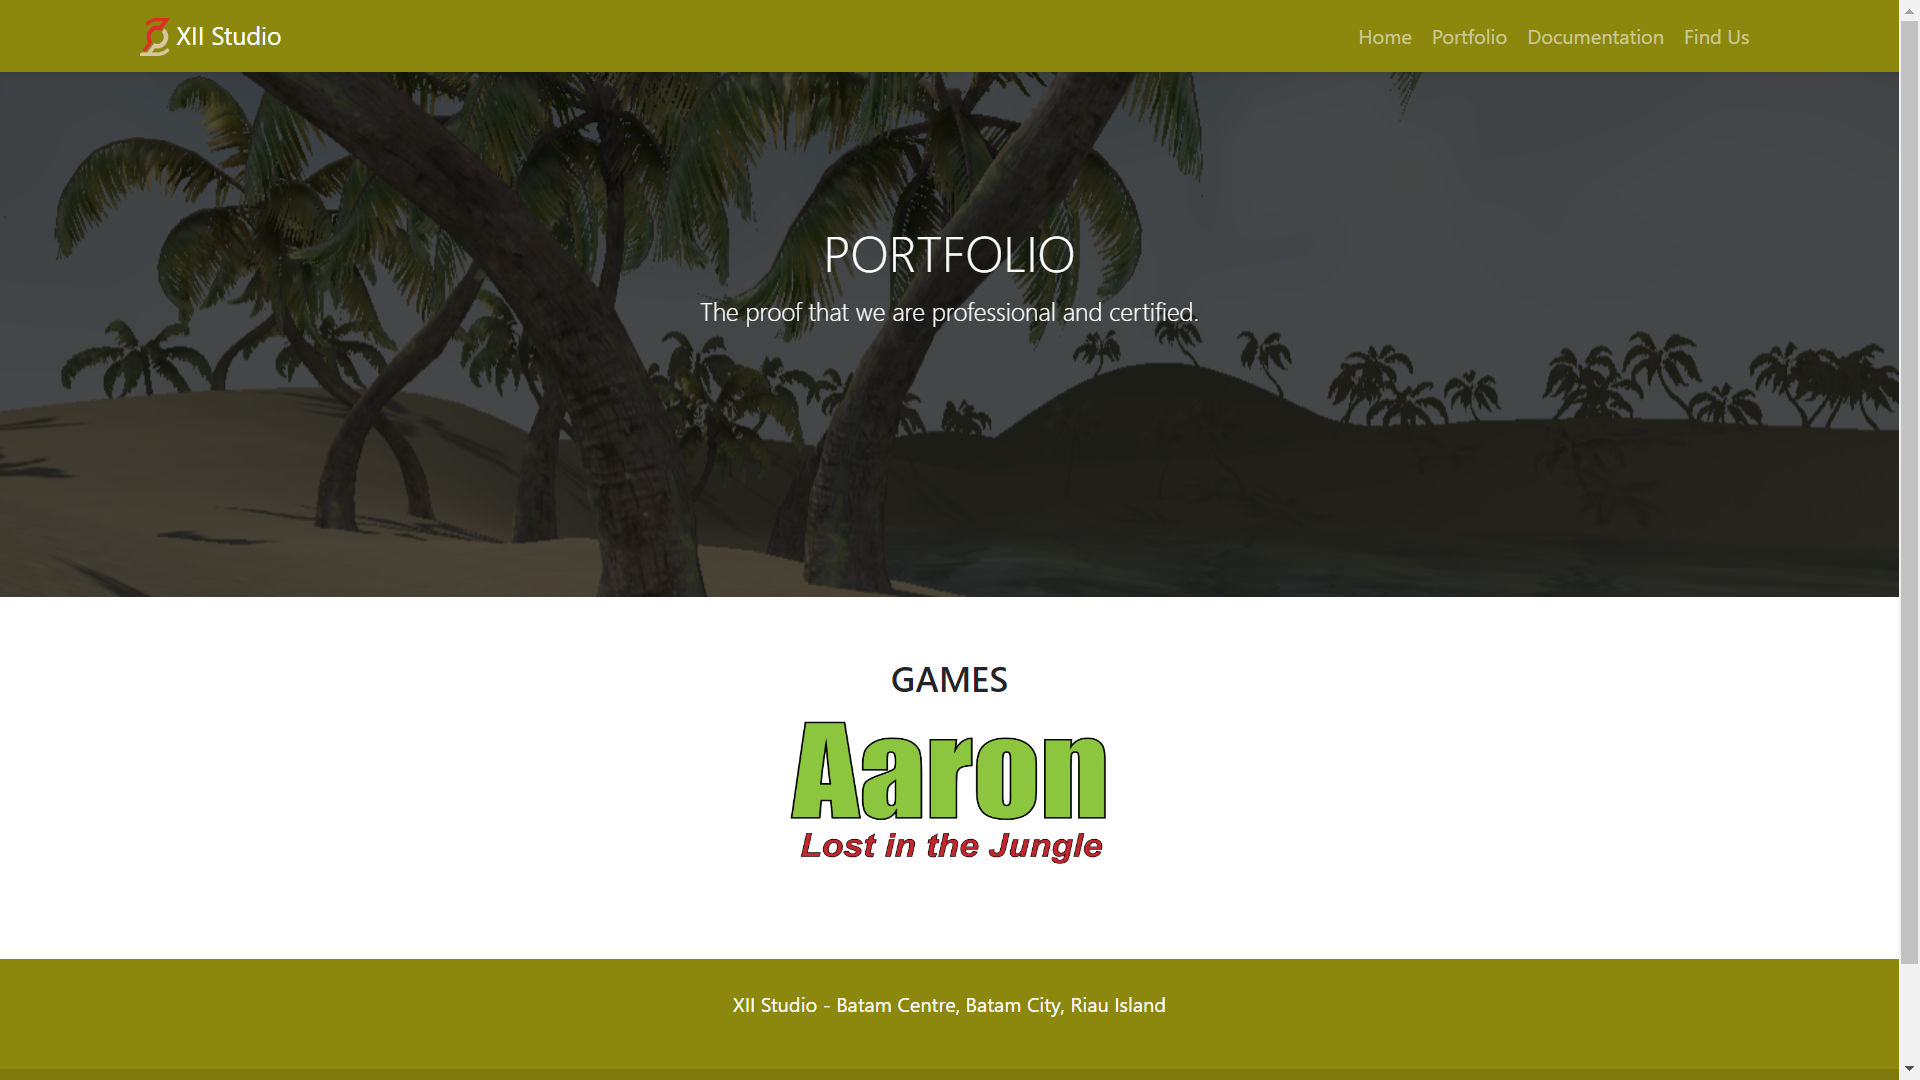 XII Studio
Home Portfolio Documentation Find Us
PORTFOLIO
The proof that we are professional and certified.
GAMES
Aaron
Lost in the Jungle
XII Studio - Batam Centre, Batam City, Riau Island